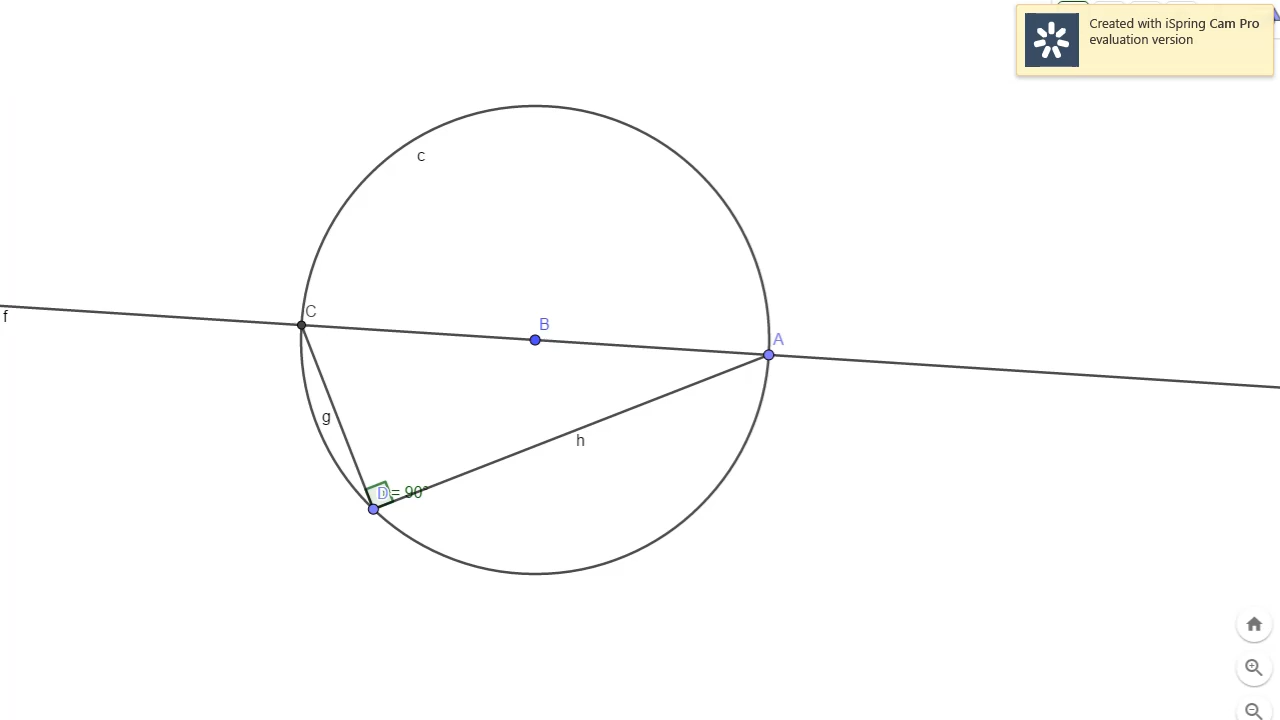 Created with iSpring Cam Pro
evaluation version
c
C
B
f
A
g
h
D = 90°